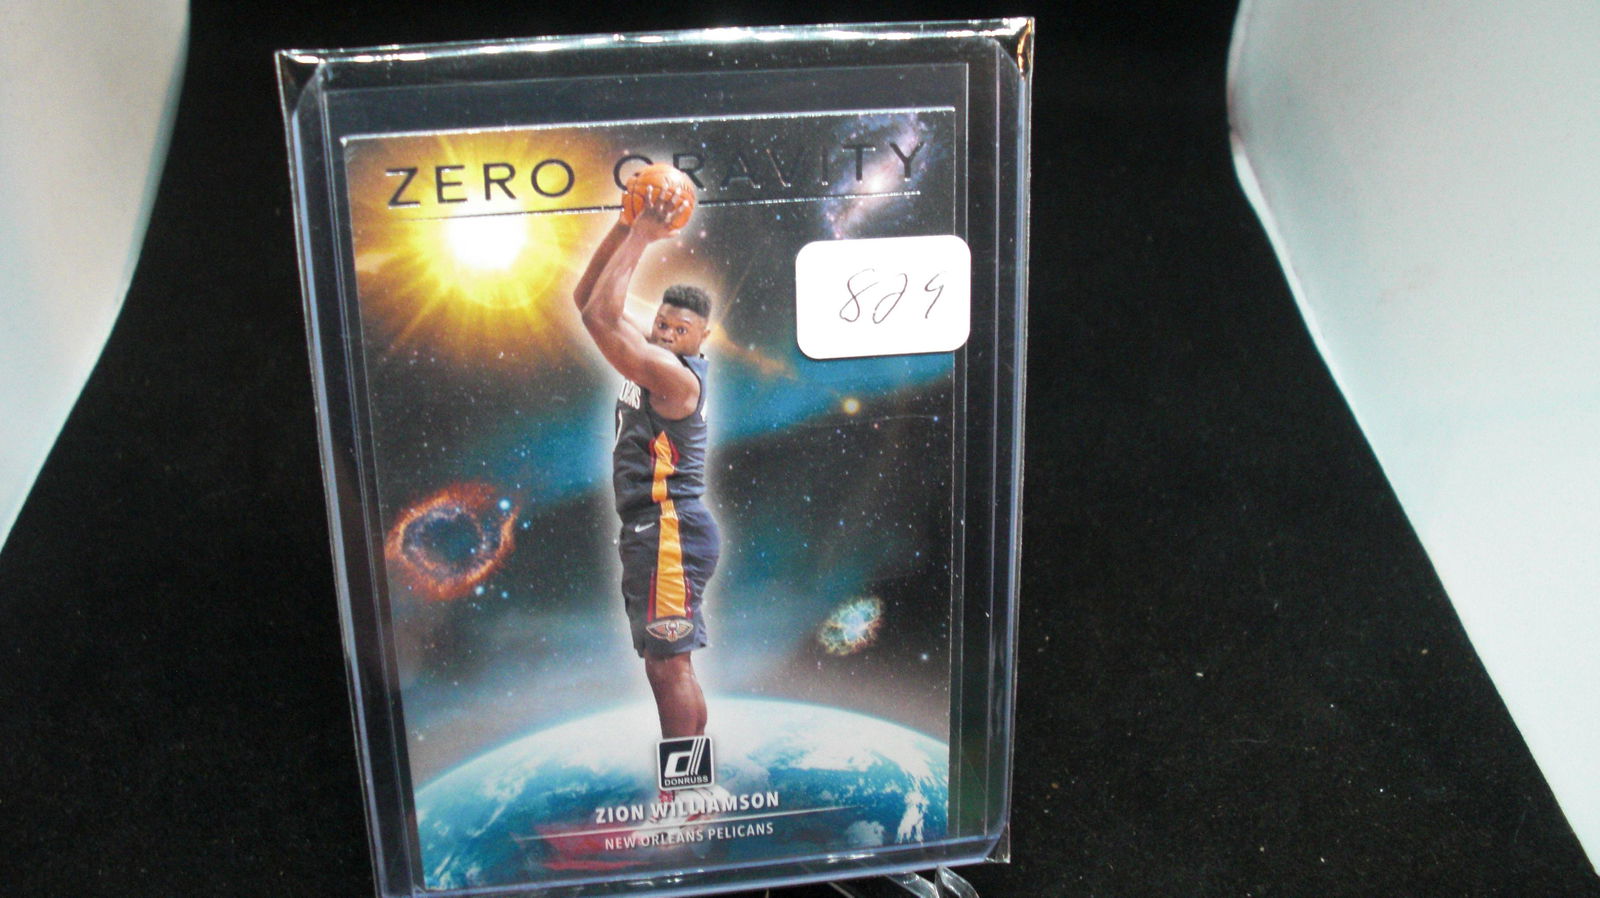 ZERO GRAVITY
829
DONRUSS
ZION WILLIAMSON
NEW ORLEANS PELICANS